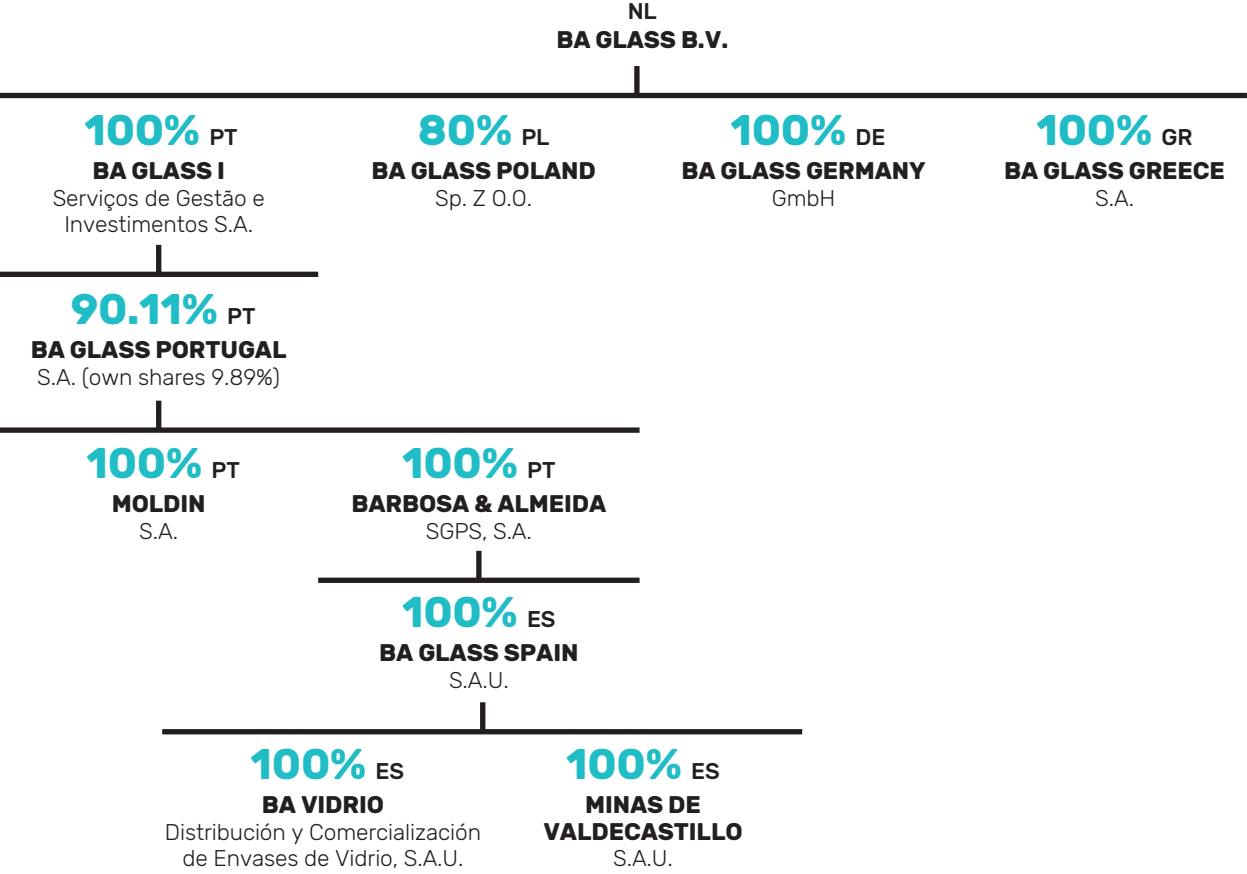 NL
BA GLASS B.V.
100% PT
BA GLASS I
Serviços de Gestão e
Investimentos S.A.
80% PL
BA GLASS POLAND
Sp. Z O.O.
100% DE
BA GLASS GERMANY
GmbH
100% GR
BA GLASS GREECE
S.A.
90.11% PT
BA GLASS PORTUGAL
S.A. (own shares 9.89%)
100% PT
MOLDIN
S.A.
100% PT
BARBOSA & ALMEIDA
SGPS, S.A.
100% ES
BA GLASS SPAIN
S.A.U.
100% ES
BA VIDRIO
Distribución y Comercialización
de Envases de Vidrio, S.A.U.
100% ES
MINAS DE
VALDECASTILLO
S.A.U.